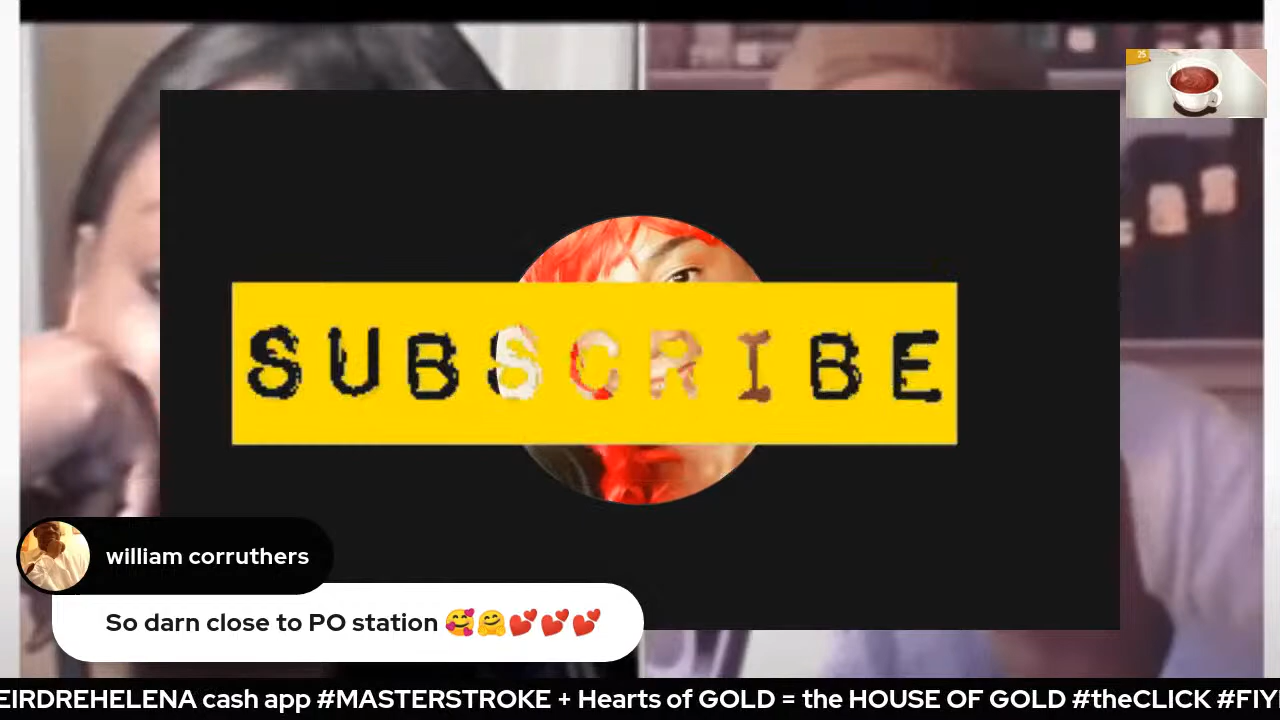 25
SUBSCRIBE
william corruthers
So darn close to PO station 🥰🤗💕💕💕
EIRDREHELENA cash app #MASTERSTROKE + Hearts of GOLD = the HOUSE OF GOLD #theCLICK #FIY